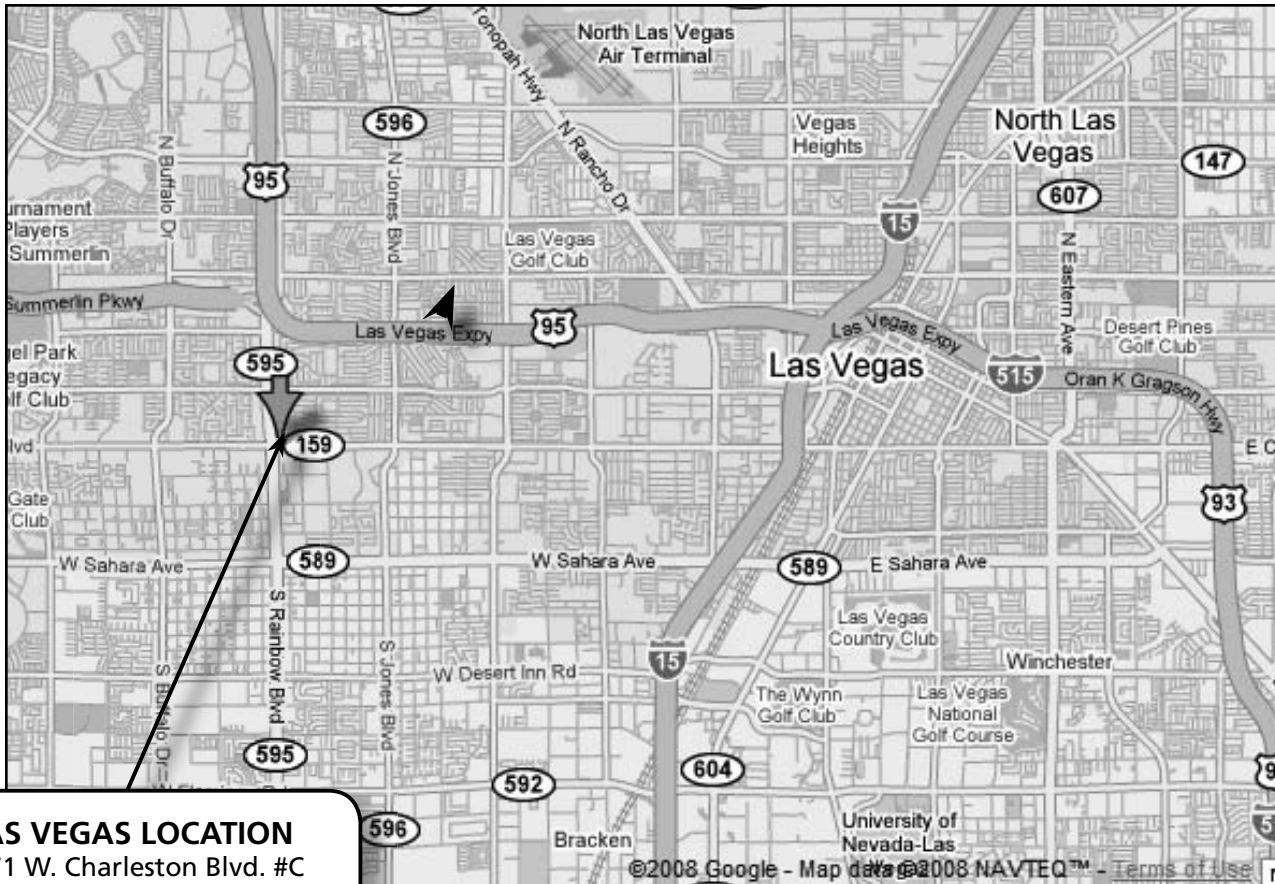 North Las Vegas
Air Terminal
Tonopah Hwy
N Rancho Dr
596
N Jones Blvd
Vegas
Heights
North Las
Vegas
147
607
N Buffalo Dr
95
15
N Eastern Ave
Players
Summerlin
Las Vegas
Golf Club
Summerlin Pkwy
Las Vegas Expy
95
Las Vegas Expy
Desert Pines
Golf Club
Las Vegas
515
Oran K Gragson Hwy
595
159
93
Gate
Club
W Sahara Ave
589
W Sahara Ave
589
E Sahara Ave
S Rainbow Blvd
S Jones Blvd
S Buffalo Dr
Las Vegas
Country Club
15
W Desert Inn Rd
Winchester
The Wynn
Golf Club
Las Vegas
National
Golf Course
595
592
604
596
Bracken
University of
Nevada-Las
Vegas
VEGAS LOCATION
W. Charleston Blvd. #C
©2008 Google - Map data ©2008 NAVTEQ™ - Terms of Use